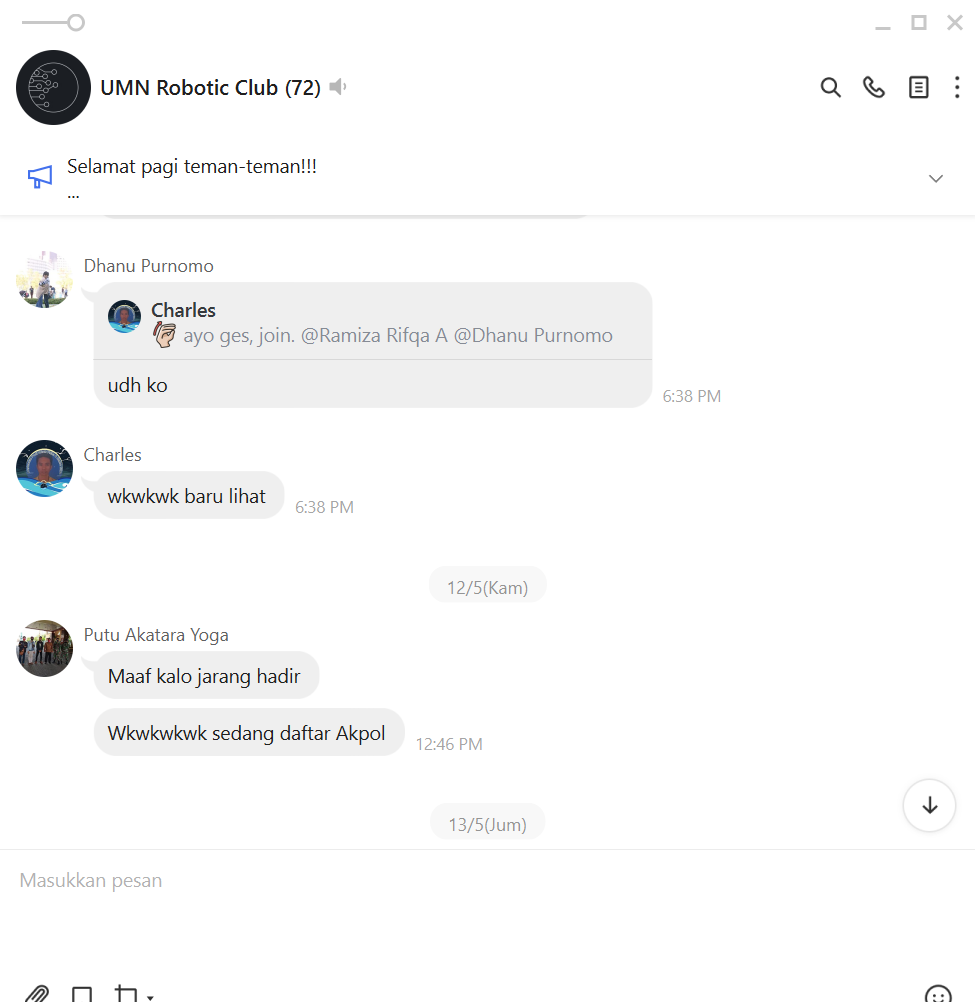 UMN Robotic Club (72)
Selamat pagi teman-teman!!!
...
Dhanu Purnomo
Charles
ayo ges, join. @Ramiza Rifqa A @Dhanu Purnomo
udh ko
6:38 PM
Charles
wkwkwk baru lihat
6:38 PM
12/5(Kam)
Putu Akatara Yoga
Maaf kalo jarang hadir
Wkwkwkwk sedang daftar Akpol
12:46 PM
13/5(Jum)
Masukkan pesan